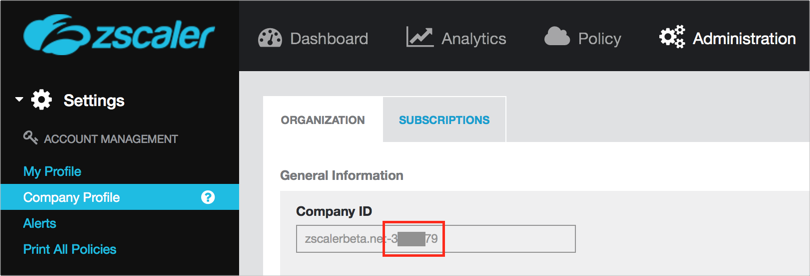 zscaler
Dashboard
Analytics
Policy
Administration
Settings
ACCOUNT MANAGEMENT
My Profile
Company Profile ?
Alerts
Print All Policies
ORGANIZATION
SUBSCRIPTIONS
General Information
Company ID
zscalerbeta.net-3 79